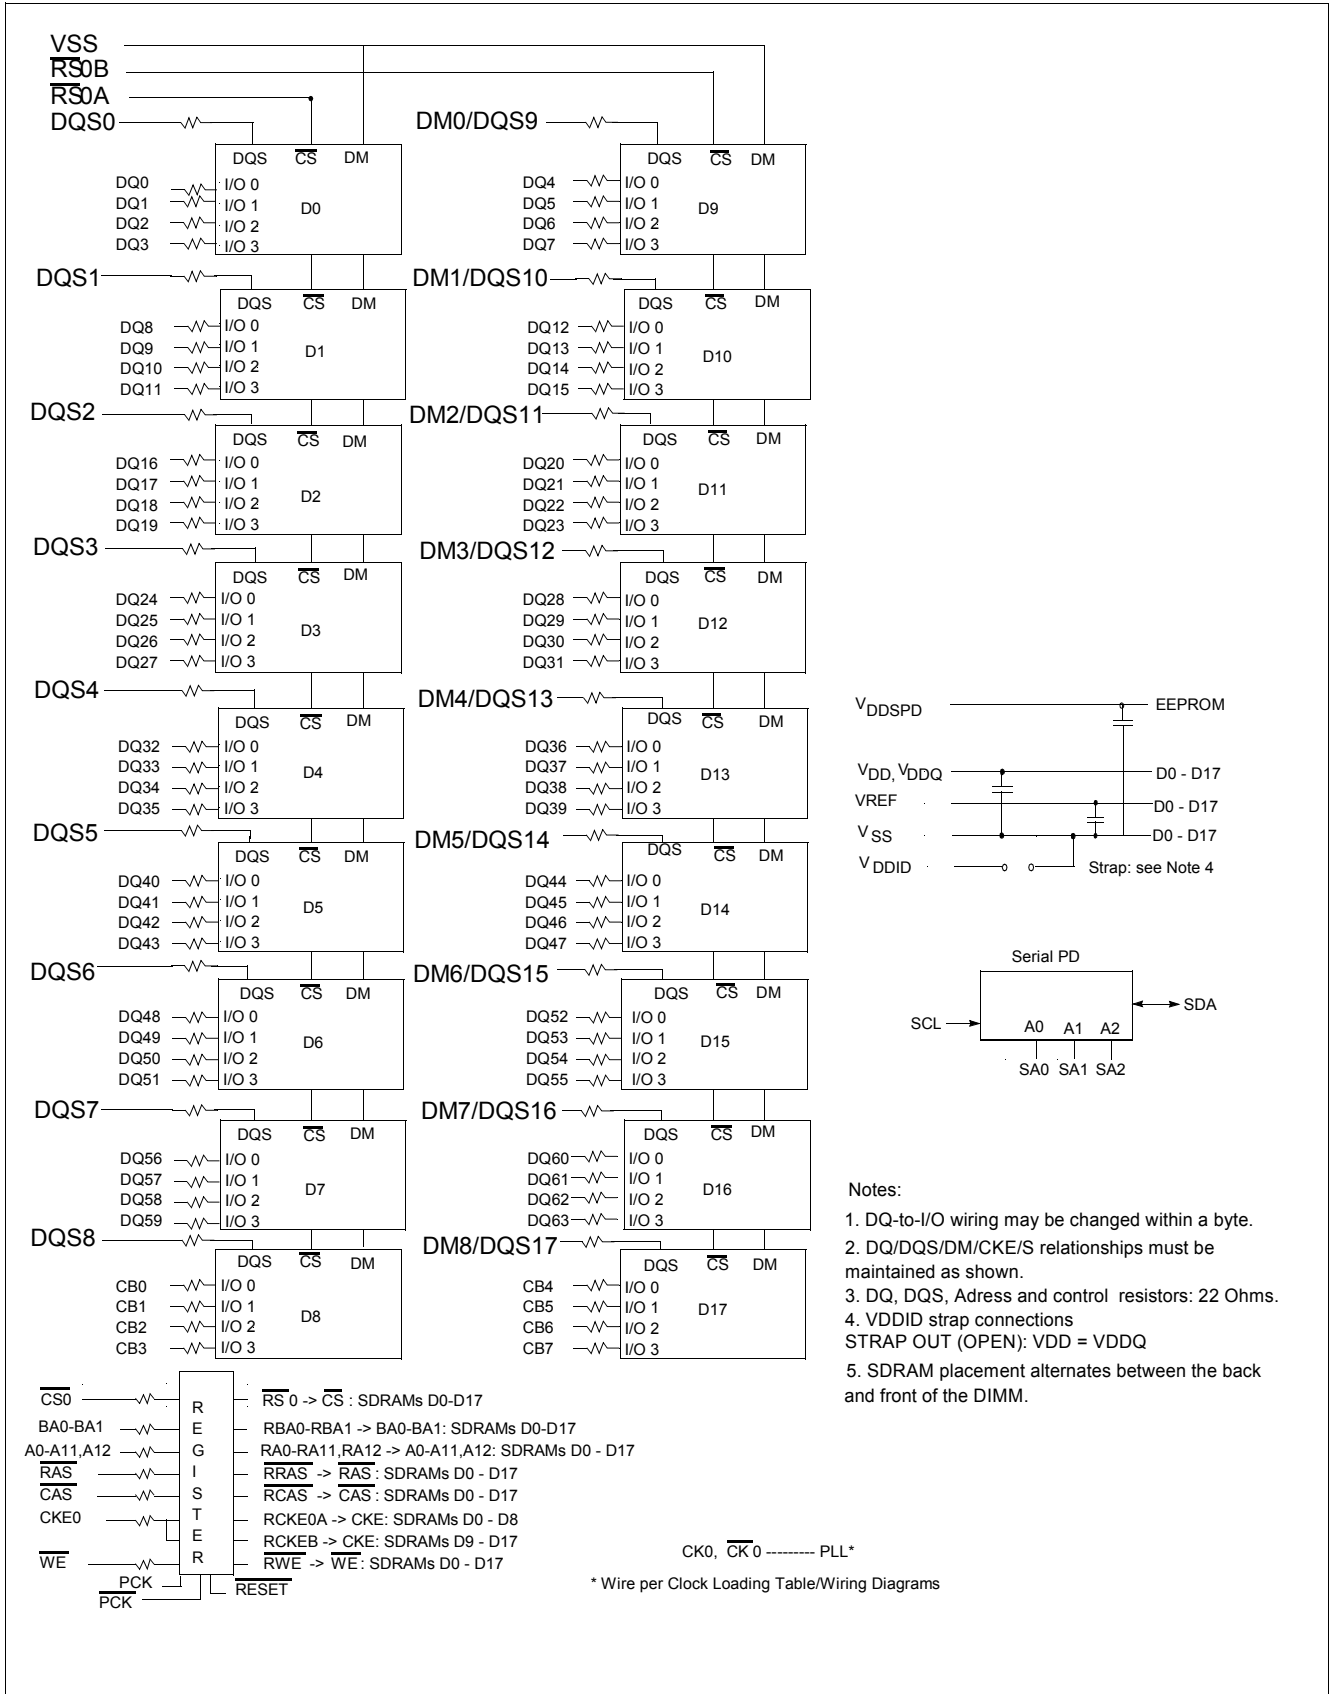 VSS
RS0B
RS0A
DQS0
DM0/DQS9
DQS CS DM
DQS CS DM
DQ0 I/O 0
DQ1 I/O 1
DQ2 I/O 2
DQ3 I/O 3
D0
DQ4 I/O 0
DQ5 I/O 1
DQ6 I/O 2
DQ7 I/O 3
D9
DQS1
DM1/DQS10
DQS CS DM
DQS CS DM
DQ8 I/O 0
DQ9 I/O 1
DQ10 I/O 2
DQ11 I/O 3
D1
DQ12 I/O 0
DQ13 I/O 1
DQ14 I/O 2
DQ15 I/O 3
D10
DQS2
DM2/DQS11
DQS CS DM
DQS CS DM
DQ16 I/O 0
DQ17 I/O 1
DQ18 I/O 2
DQ19 I/O 3
D2
DQ20 I/O 0
DQ21 I/O 1
DQ22 I/O 2
DQ23 I/O 3
D11
DQS3
DM3/DQS12
DQS CS DM
DQS CS DM
DQ24 I/O 0
DQ25 I/O 1
DQ26 I/O 2
DQ27 I/O 3
D3
DQ28 I/O 0
DQ29 I/O 1
DQ30 I/O 2
DQ31 I/O 3
D12
DQS4
DM4/DQS13
DQS CS DM
DQS CS DM
DQ32 I/O 0
DQ33 I/O 1
DQ34 I/O 2
DQ35 I/O 3
D4
DQ36 I/O 0
DQ37 I/O 1
DQ38 I/O 2
DQ39 I/O 3
D13
DQS5
DM5/DQS14
DQS CS DM
DQS CS DM
DQ40 I/O 0
DQ41 I/O 1
DQ42 I/O 2
DQ43 I/O 3
D5
DQ44 I/O 0
DQ45 I/O 1
DQ46 I/O 2
DQ47 I/O 3
D14
DQS6
DM6/DQS15
DQS CS DM
DQS CS DM
DQ48 I/O 0
DQ49 I/O 1
DQ50 I/O 2
DQ51 I/O 3
D6
DQ52 I/O 0
DQ53 I/O 1
DQ54 I/O 2
DQ55 I/O 3
D15
DQS7
DM7/DQS16
DQS CS DM
DQS CS DM
DQ56 I/O 0
DQ57 I/O 1
DQ58 I/O 2
DQ59 I/O 3
D7
DQ60 I/O 0
DQ61 I/O 1
DQ62 I/O 2
DQ63 I/O 3
D16
DQS8
DM8/DQS17
DQS CS DM
DQS CS DM
CB0 I/O 0
CB1 I/O 1
CB2 I/O 2
CB3 I/O 3
D8
CB4 I/O 0
CB5 I/O 1
CB6 I/O 2
CB7 I/O 3
D17
VDDSPD EEPROM
VDD, VDDQ D0 - D17
VREF D0 - D17
VSS D0 - D17
VDDID Strap: see Note 4
Serial PD
SCL A0 A1 A2 SDA
SA0 SA1 SA2
Notes:
1. DQ-to-I/O wiring may be changed within a byte.
2. DQ/DQS/DM/CKE/S relationships must be
maintained as shown.
3. DQ, DQS, Adress and control resistors: 22 Ohms.
4. VDDID strap connections
STRAP OUT (OPEN): VDD = VDDQ
5. SDRAM placement alternates between the back
and front of the DIMM.
REGISTER
CS0 RS 0 -> CS : SDRAMs D0-D17
BA0-BA1 RBA0-RBA1 -> BA0-BA1: SDRAMs D0-D17
A0-A11,A12 RA0-RA11,RA12 -> A0-A11,A12: SDRAMs D0 - D17
RAS RRAS -> RAS : SDRAMs D0 - D17
CAS RCAS -> CAS : SDRAMs D0 - D17
CKE0 RCKE0A -> CKE: SDRAMs D0 - D8
RCKEB -> CKE: SDRAMs D9 - D17
WE RWE -> WE : SDRAMs D0 - D17
PCK
PCK
RESET
CK0, CK 0 --------- PLL*
* Wire per Clock Loading Table/Wiring Diagrams